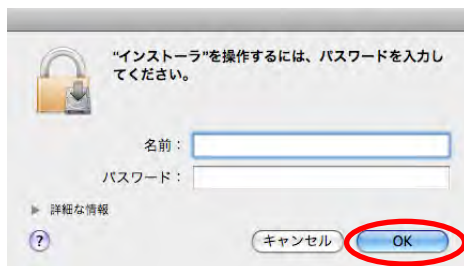 “インストーラ”を操作するには、パスワードを入力し
てください。
名前：
パスワード：
▶ 詳細な情報
?
キャンセル
OK